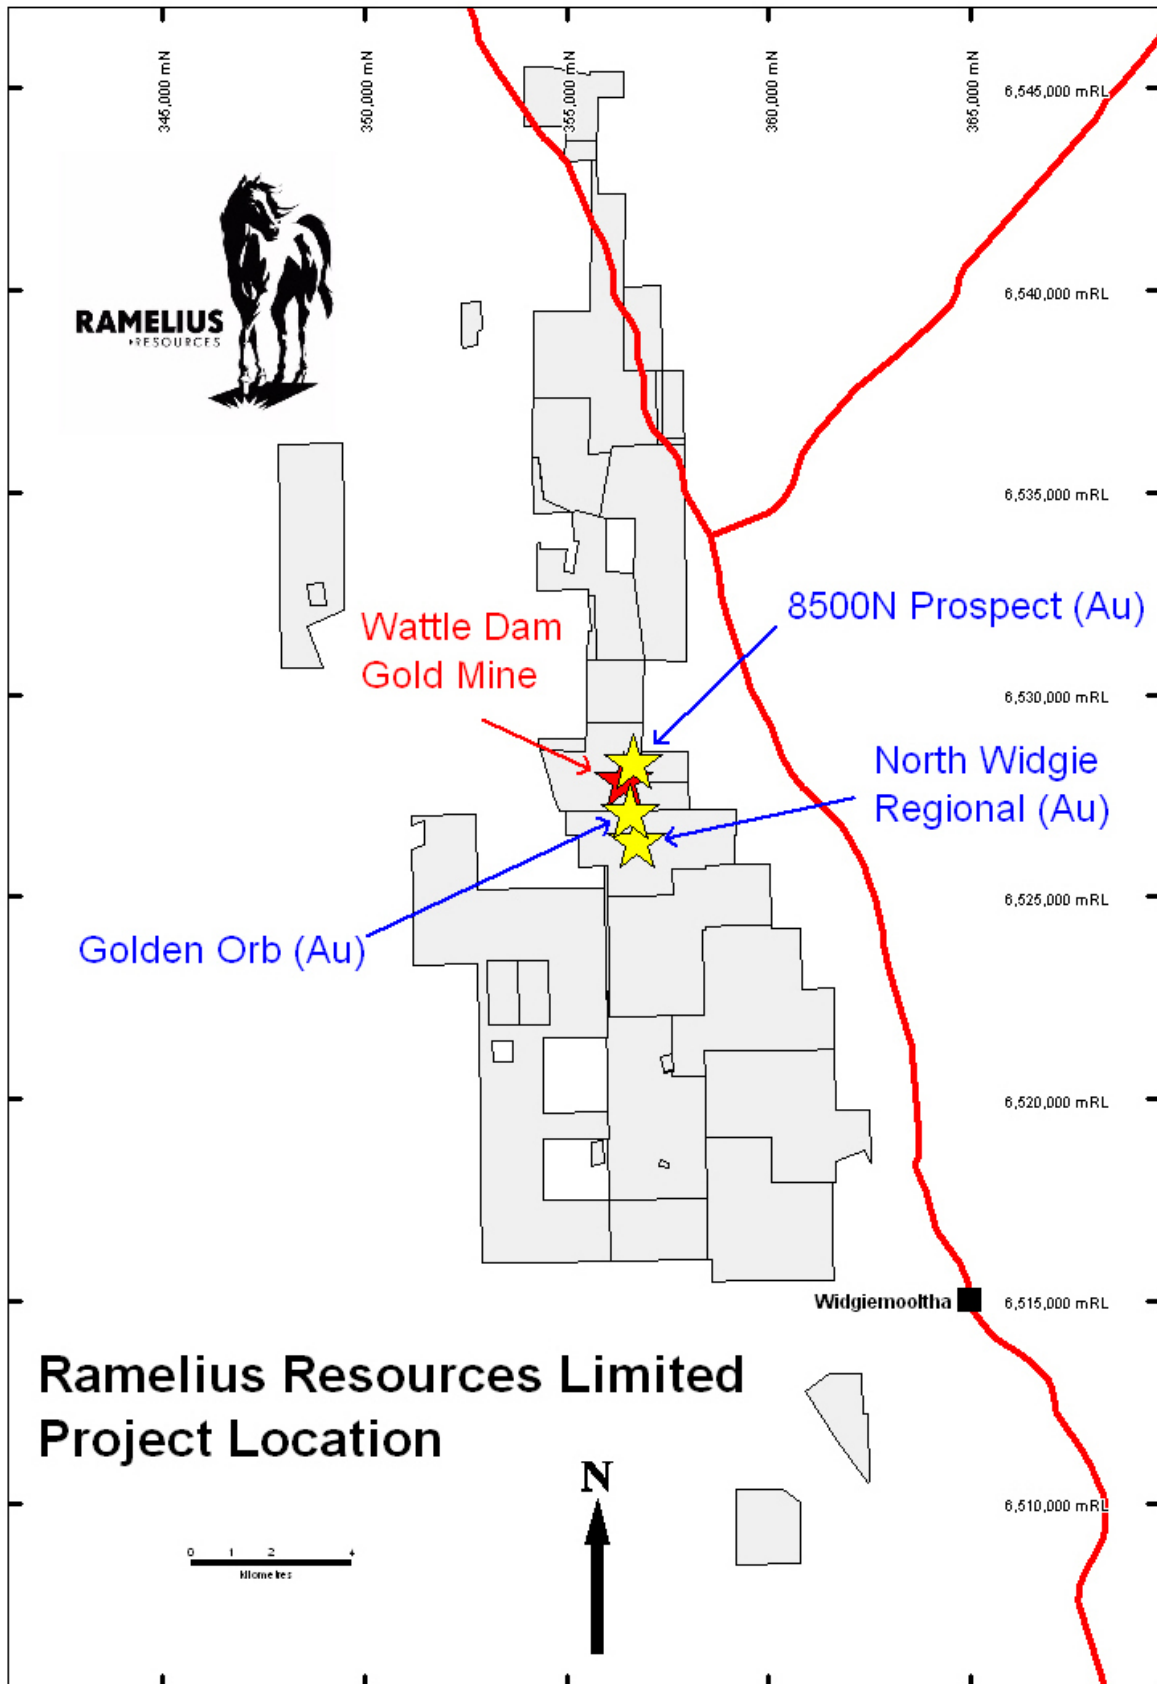 345,000 mN
350,000 mN
355,000 mN
360,000 mN
365,000 mN
6,545,000 mRL
RAMELIUS
RESOURCES
6,540,000 mRL
6,535,000 mRL
8500N Prospect (Au)
Wattle Dam
Gold Mine
6,530,000 mRL
North Widgie
Regional (Au)
6,525,000 mRL
Golden Orb (Au)
6,520,000 mRL
Widgiemooltha
6,515,000 mRL
Ramelius Resources Limited
Project Location
N
6,510,000 mRL
0 1 2 4
kilometres